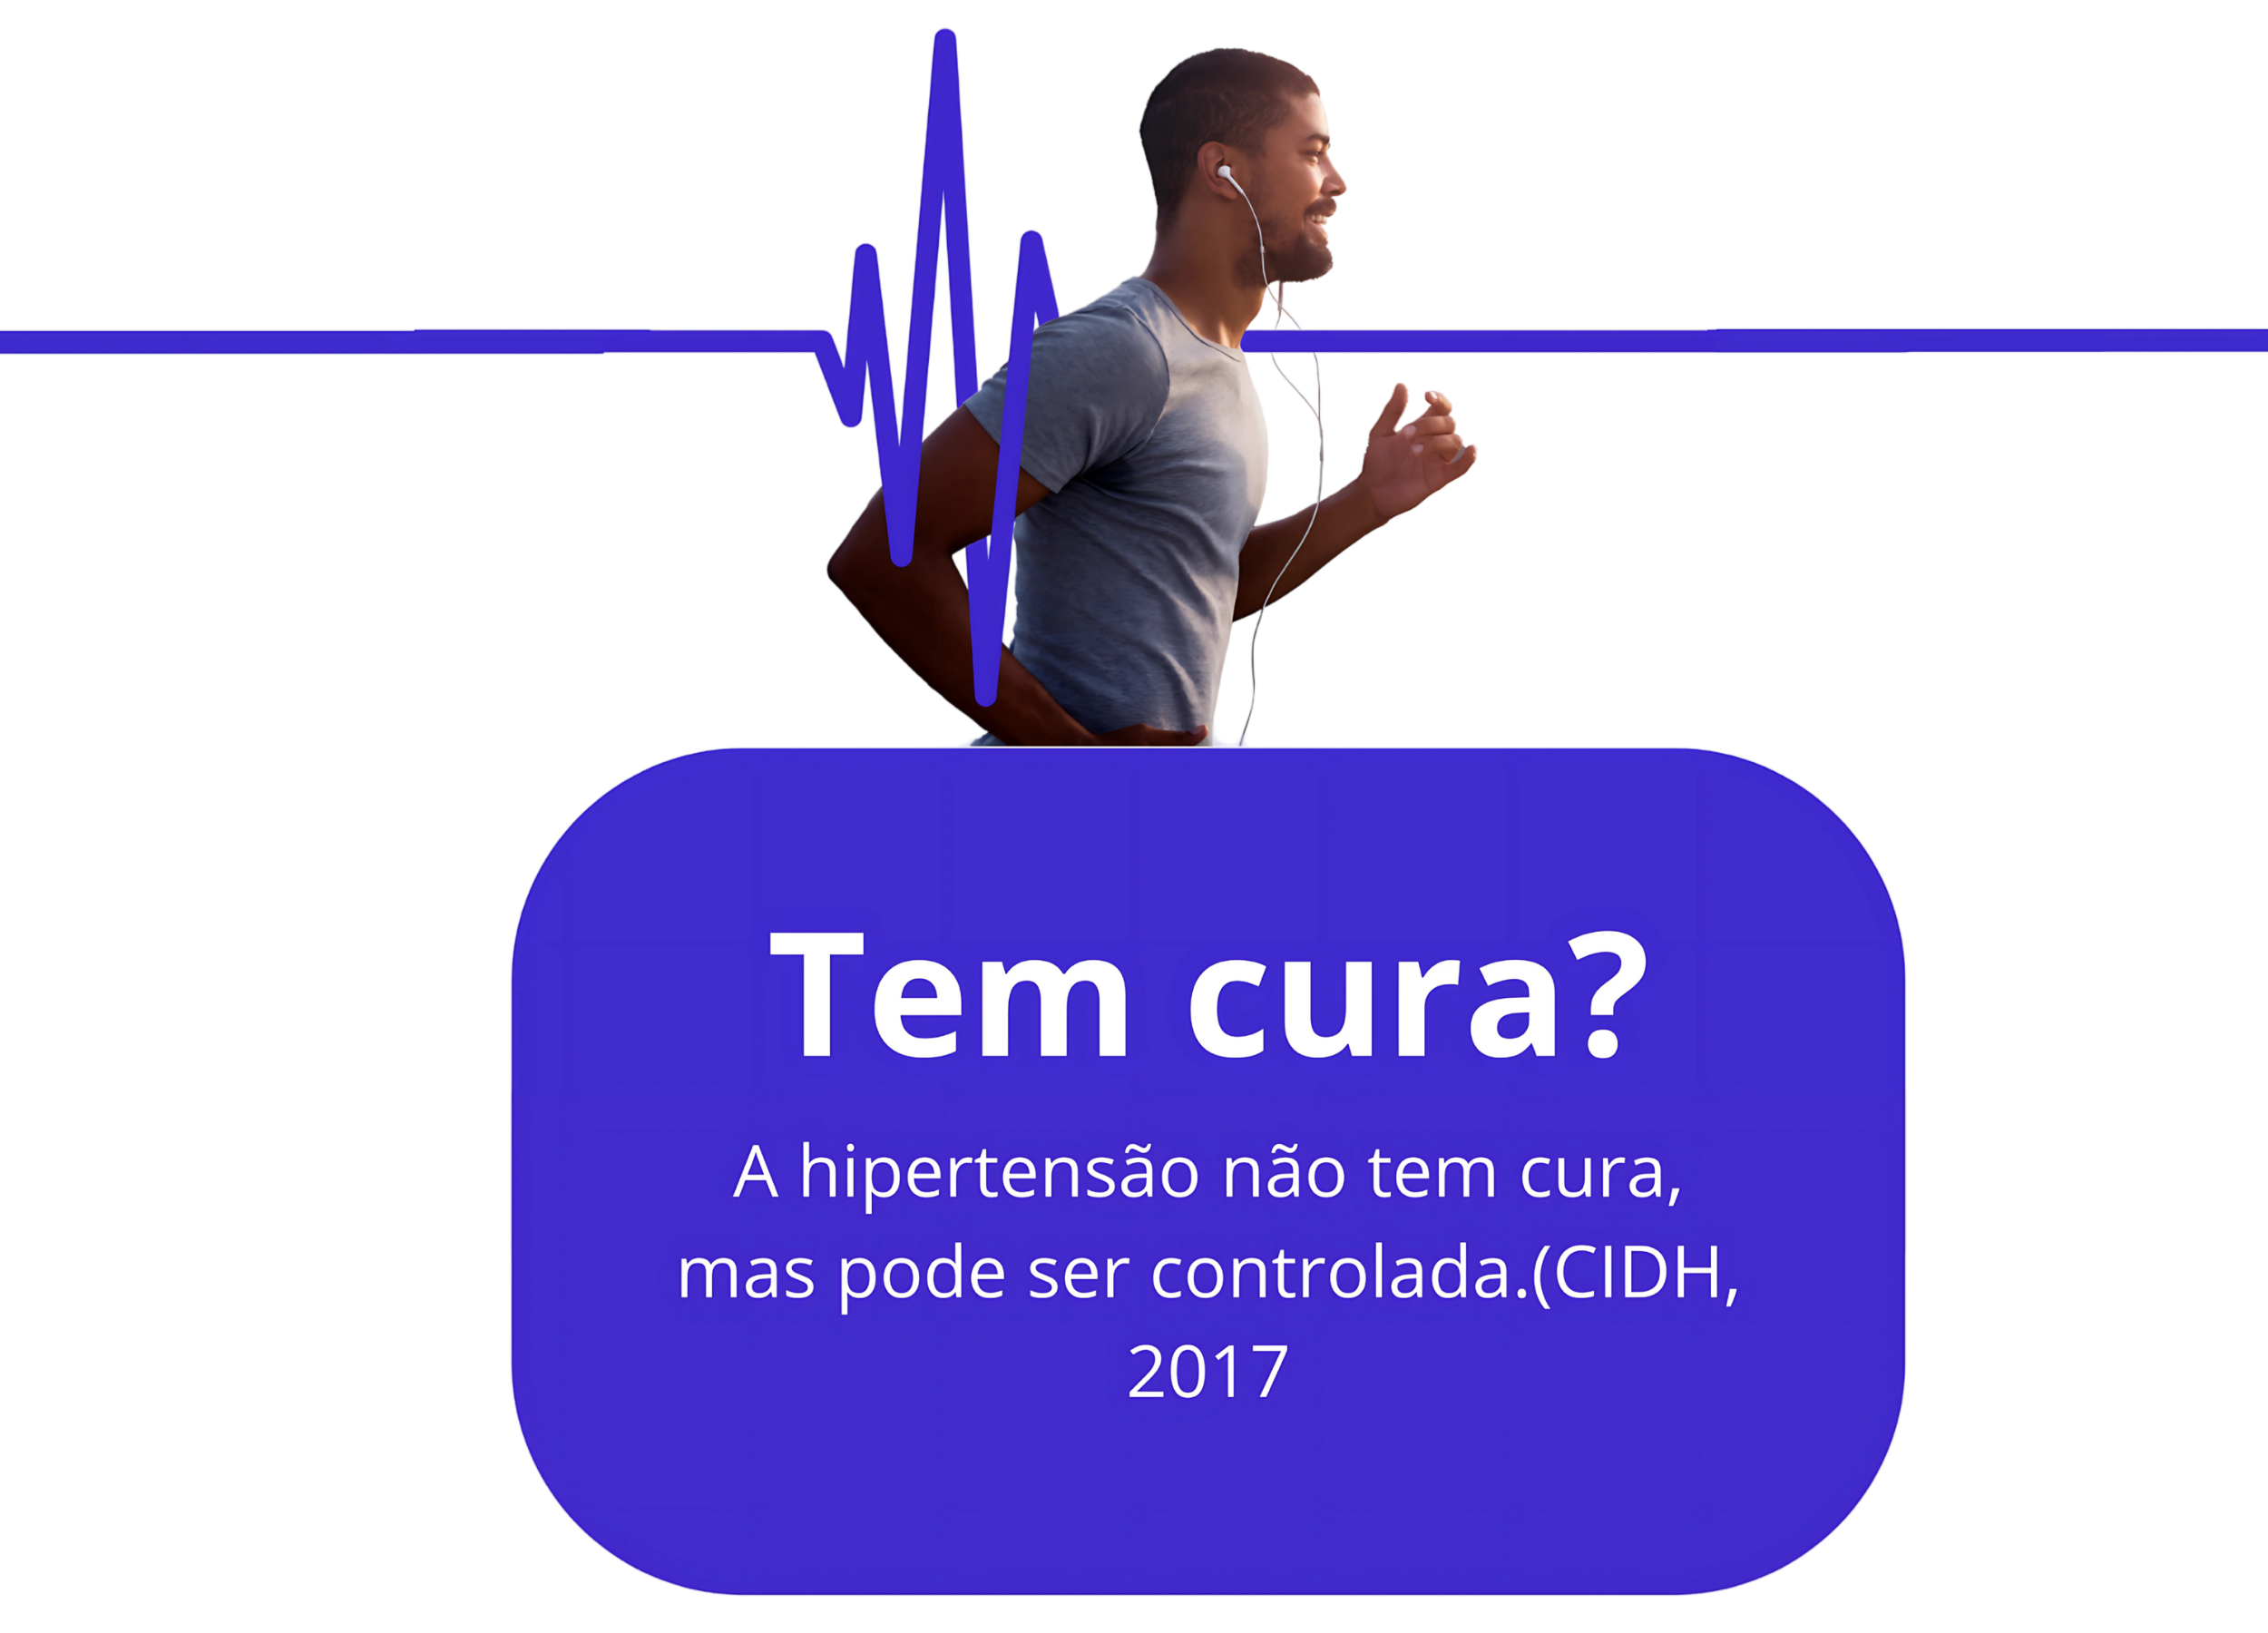 Tem cura?
A hipertensão não tem cura,
mas pode ser controlada.(CIDH,
2017